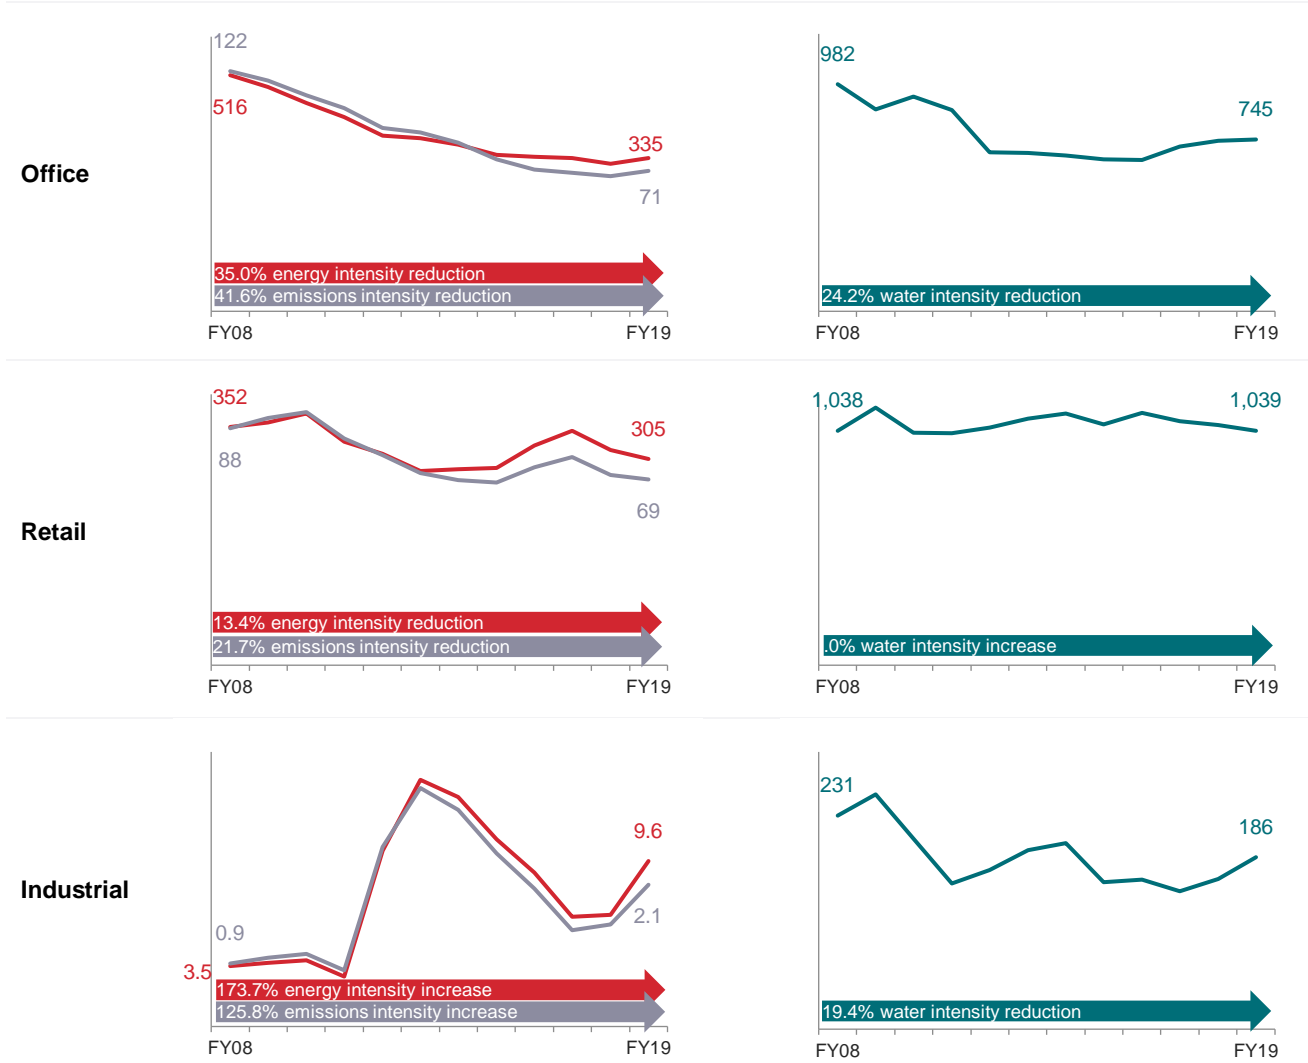 Office
122
516
335
71
35.0% energy intensity reduction
41.6% emissions intensity reduction
FY08 FY19
982
745
24.2% water intensity reduction
FY08 FY19
Retail
352
88
305
69
13.4% energy intensity reduction
21.7% emissions intensity reduction
FY08 FY19
1,038
1,039
.0% water intensity increase
FY08 FY19
Industrial
0.9
3.5
9.6
2.1
173.7% energy intensity increase
125.8% emissions intensity increase
FY08 FY19
231
186
19.4% water intensity reduction
FY08 FY19